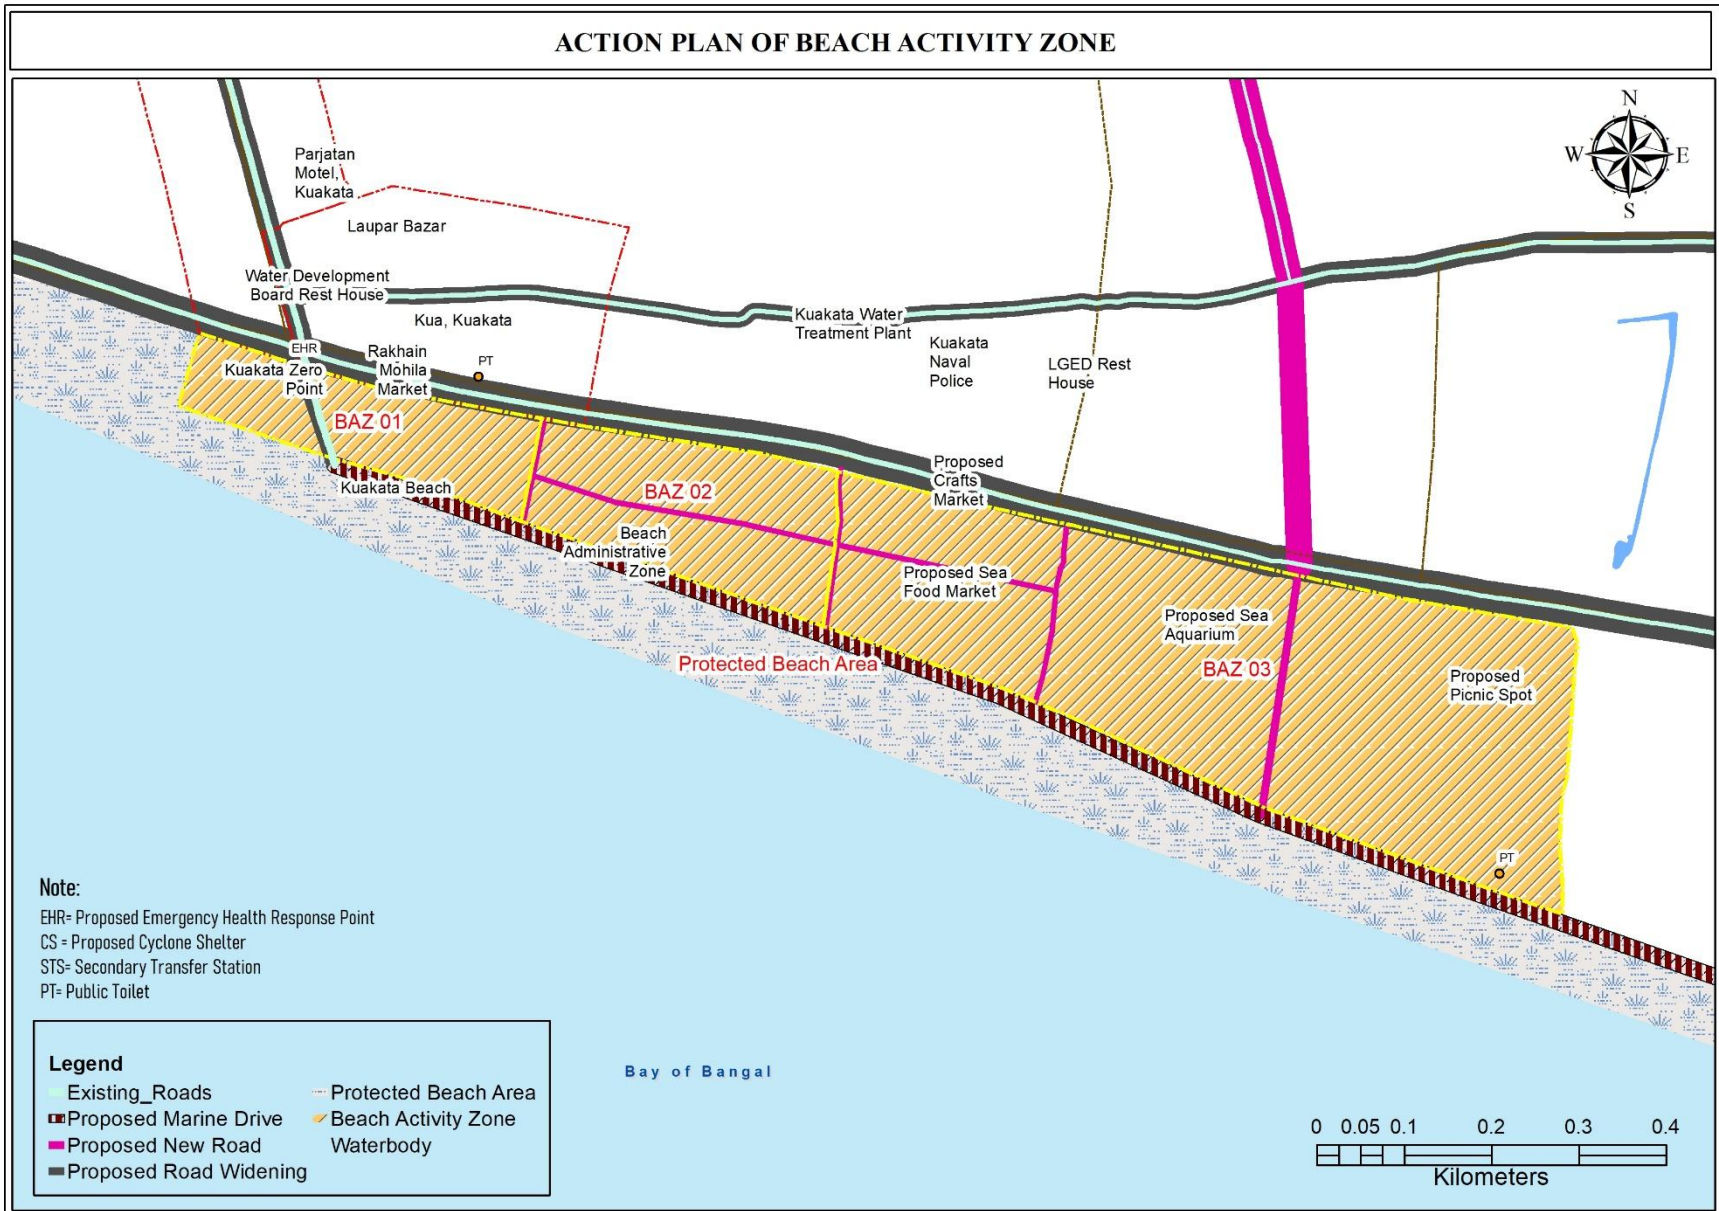 ACTION PLAN OF BEACH ACTIVITY ZONE
N
W
E
S
Parjatan
Motel,
Kuakata
Laupar Bazar
Water Development
Board Rest House
Kua, Kuakata
Kuakata Water
Treatment Plant
Kuakata
Naval
Police
LGED Rest
House
EHR
Kuakata Zero
Point
Rakhain
Mohila
Market
PT
BAZ 01
Kuakata Beach
BAZ 02
Beach
Administrative
Zone
Proposed
Crafts
Market
Proposed Sea
Food Market
Proposed Sea
Aquarium
BAZ 03
Proposed
Picnic Spot
Protected Beach Area
PT
Note:
EHR= Proposed Emergency Health Response Point
CS = Proposed Cyclone Shelter
STS= Secondary Transfer Station
PT= Public Toilet
Legend
Existing_Roads
Proposed Marine Drive
Proposed New Road
Proposed Road Widening
Protected Beach Area
Beach Activity Zone
Waterbody
Bay of Bangal
0 0.05 0.1 0.2 0.3 0.4
Kilometers